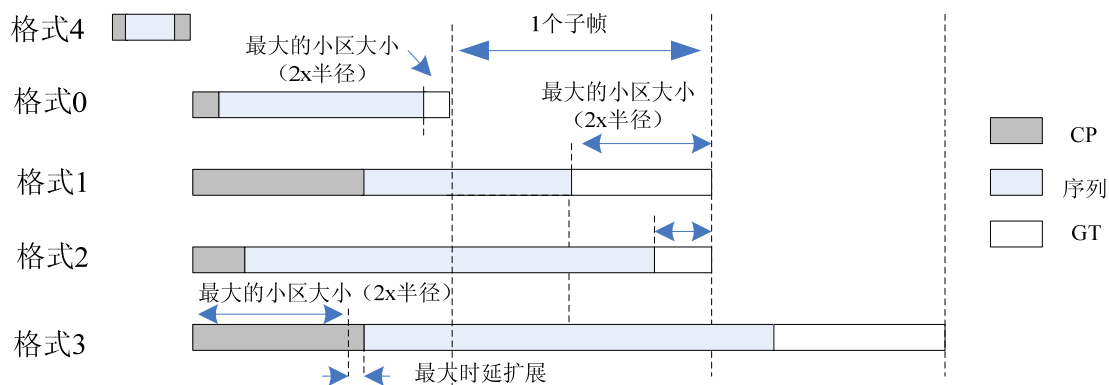 格式4
最大的小区大小
（2x半径）
1个子帧
格式0
最大的小区大小
（2x半径）
CP
格式1
序列
格式2
GT
最大的小区大小（2x半径）
格式3
最大时延扩展